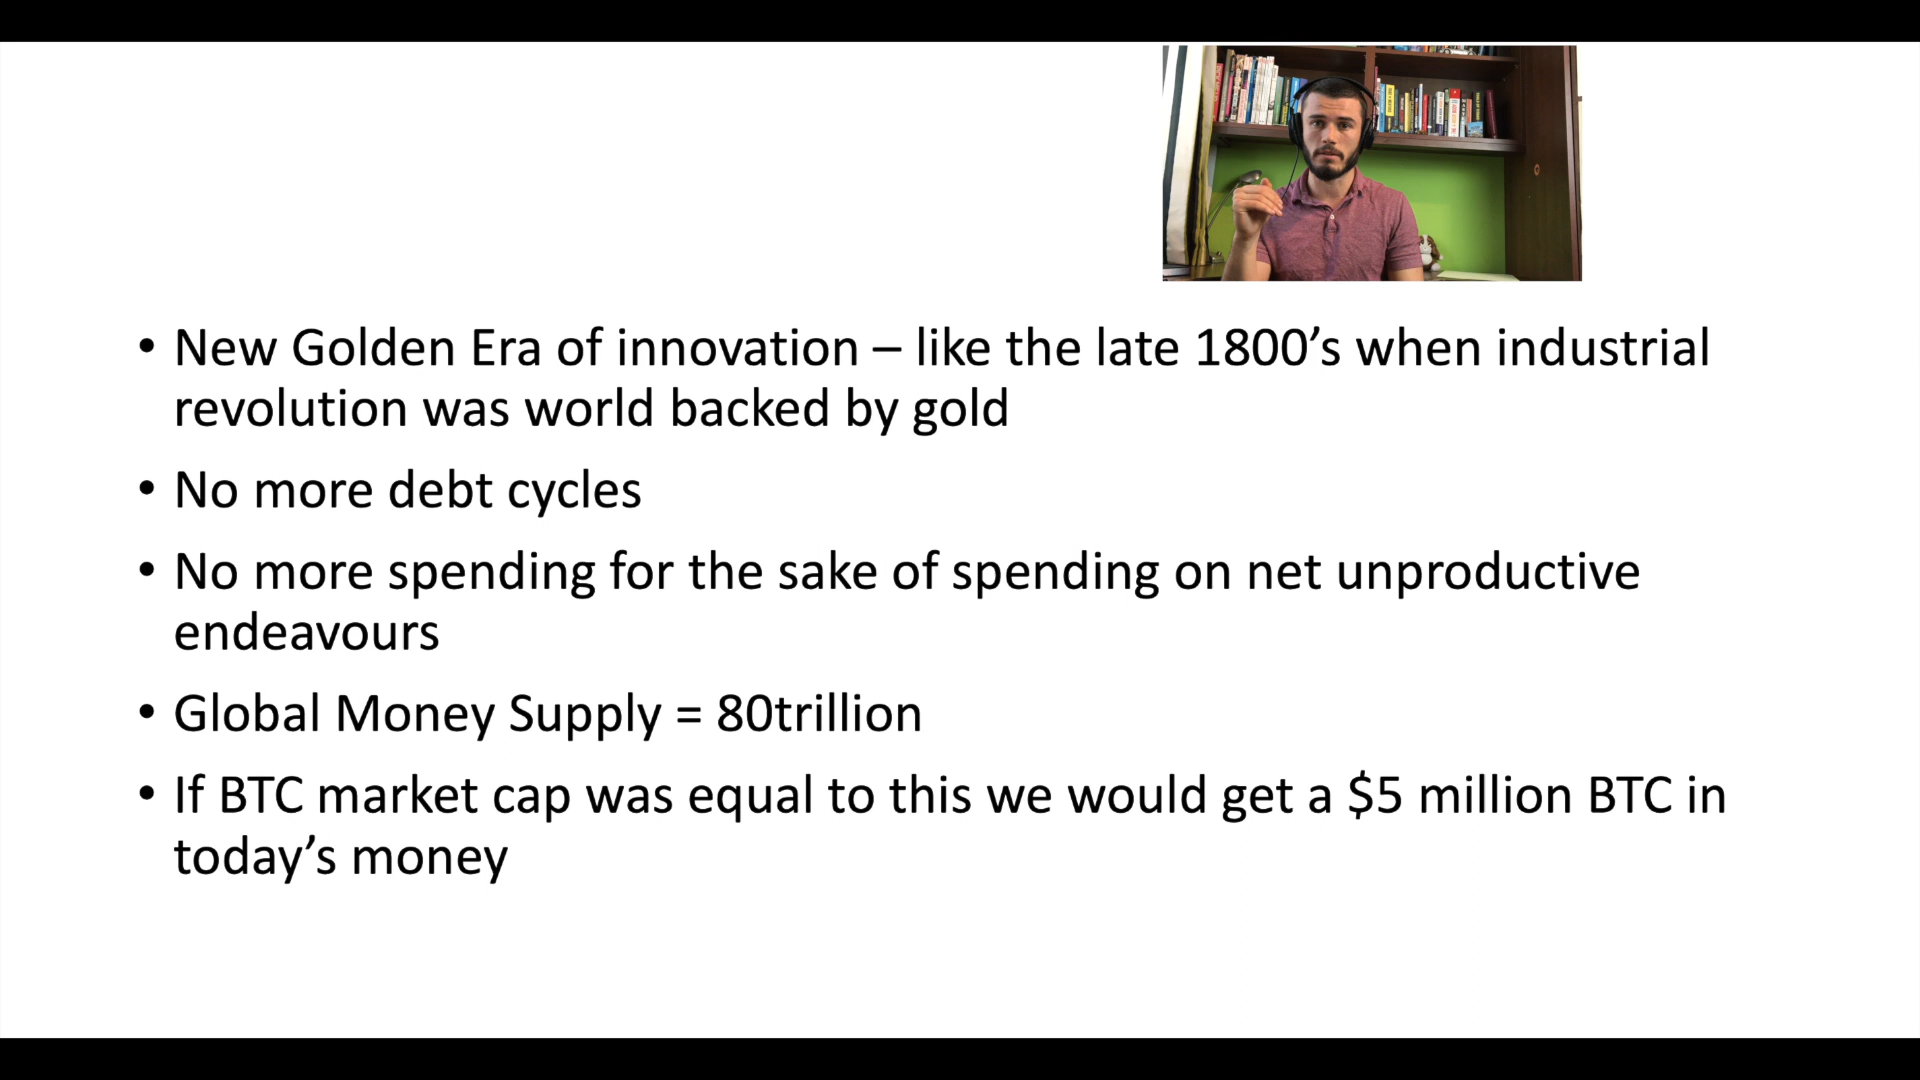 • New Golden Era of innovation – like the late 1800’s when industrial
revolution was world backed by gold
• No more debt cycles
• No more spending for the sake of spending on net unproductive
endeavours
• Global Money Supply = 80trillion
• If BTC market cap was equal to this we would get a $5 million BTC in
today’s money